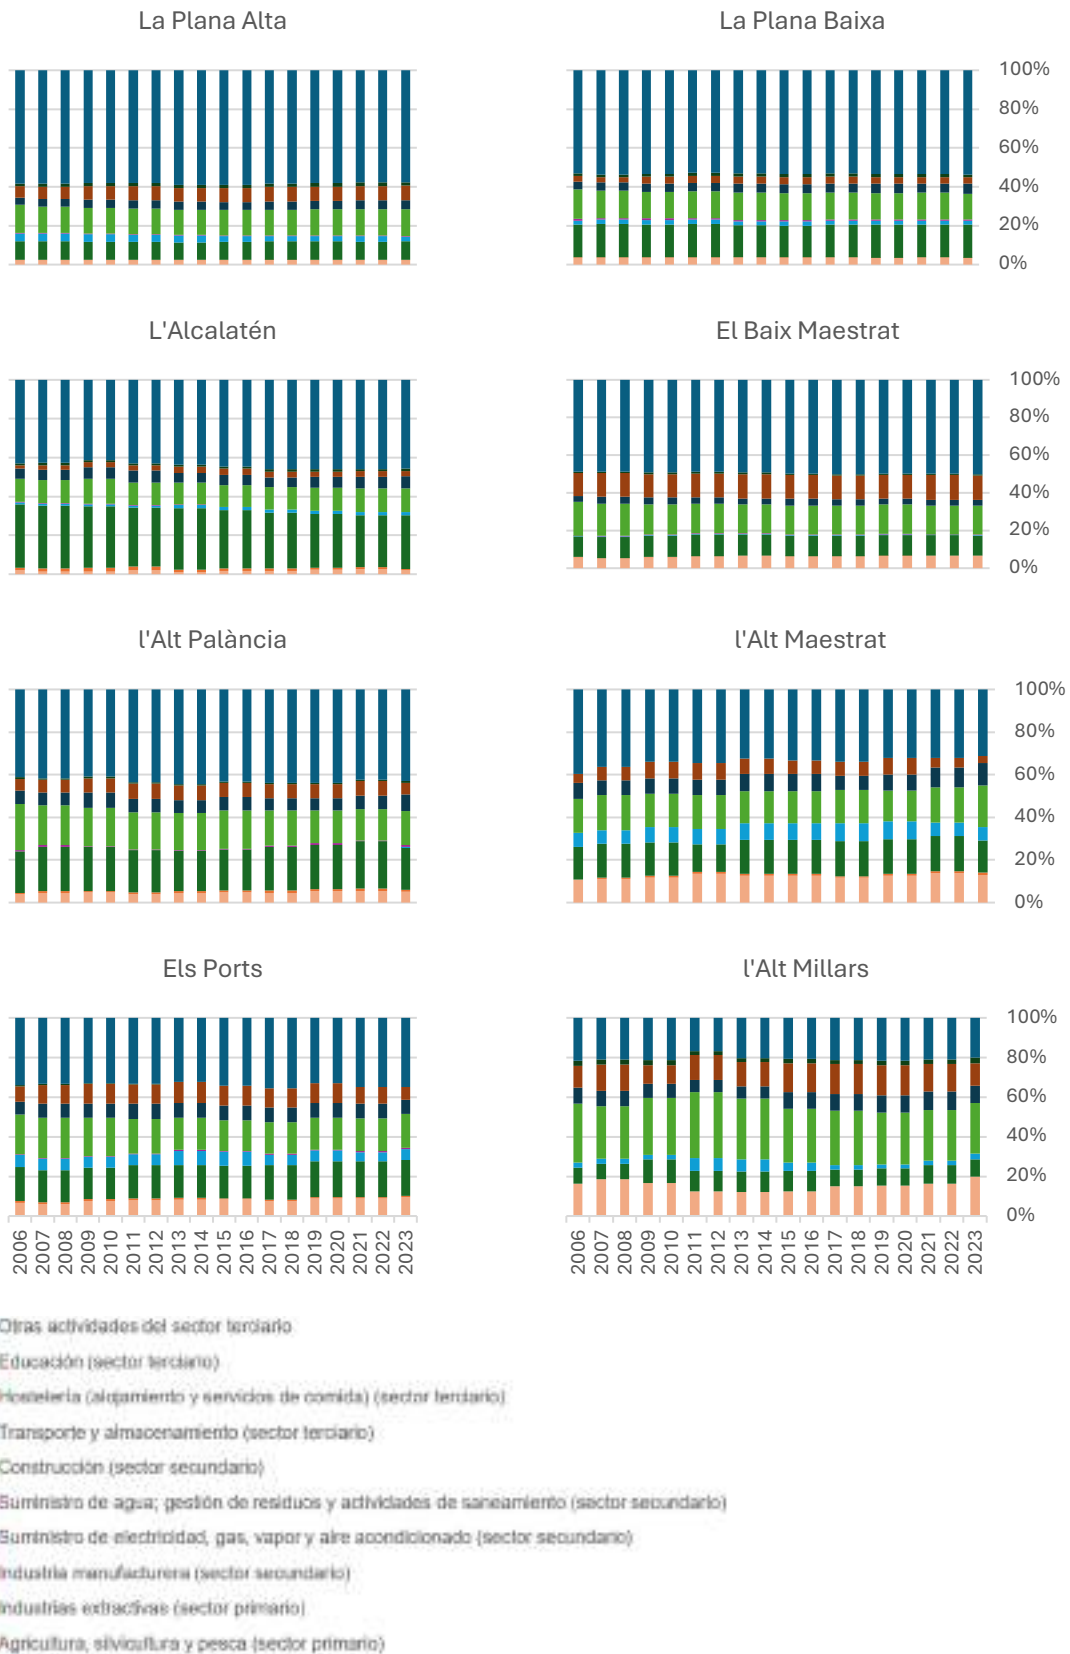 La Plana Alta
La Plana Baixa
100%
80%
60%
40%
20%
0%
L'Alcalatén
El Baix Maestrat
100%
80%
60%
40%
20%
0%
l'Alt Palància
l'Alt Maestrat
100%
80%
60%
40%
20%
0%
Els Ports
l'Alt Millars
100%
80%
60%
40%
20%
0%
2006 2007 2008 2009 2010 2011 2012 2013 2014 2015 2016 2017 2018 2019 2020 2021 2022 2023
2006 2007 2008 2009 2010 2011 2012 2013 2014 2015 2016 2017 2018 2019 2020 2021 2022 2023
Otras actividades del sector terciario
Educación (sector terciario)
Hostelería (alojamiento y servicios de comida) (sector terciario)
Transporte y almacenamiento (sector terciario)
Construcción (sector secundario)
Suministro de agua; gestión de residuos y actividades de saneamiento (sector secundario)
Suministro de electricidad, gas, vapor y aire acondicionado (sector secundario)
Industria manufacturera (sector secundario)
Industrias extractivas (sector primario)
Agricultura, silvicultura y pesca (sector primario)